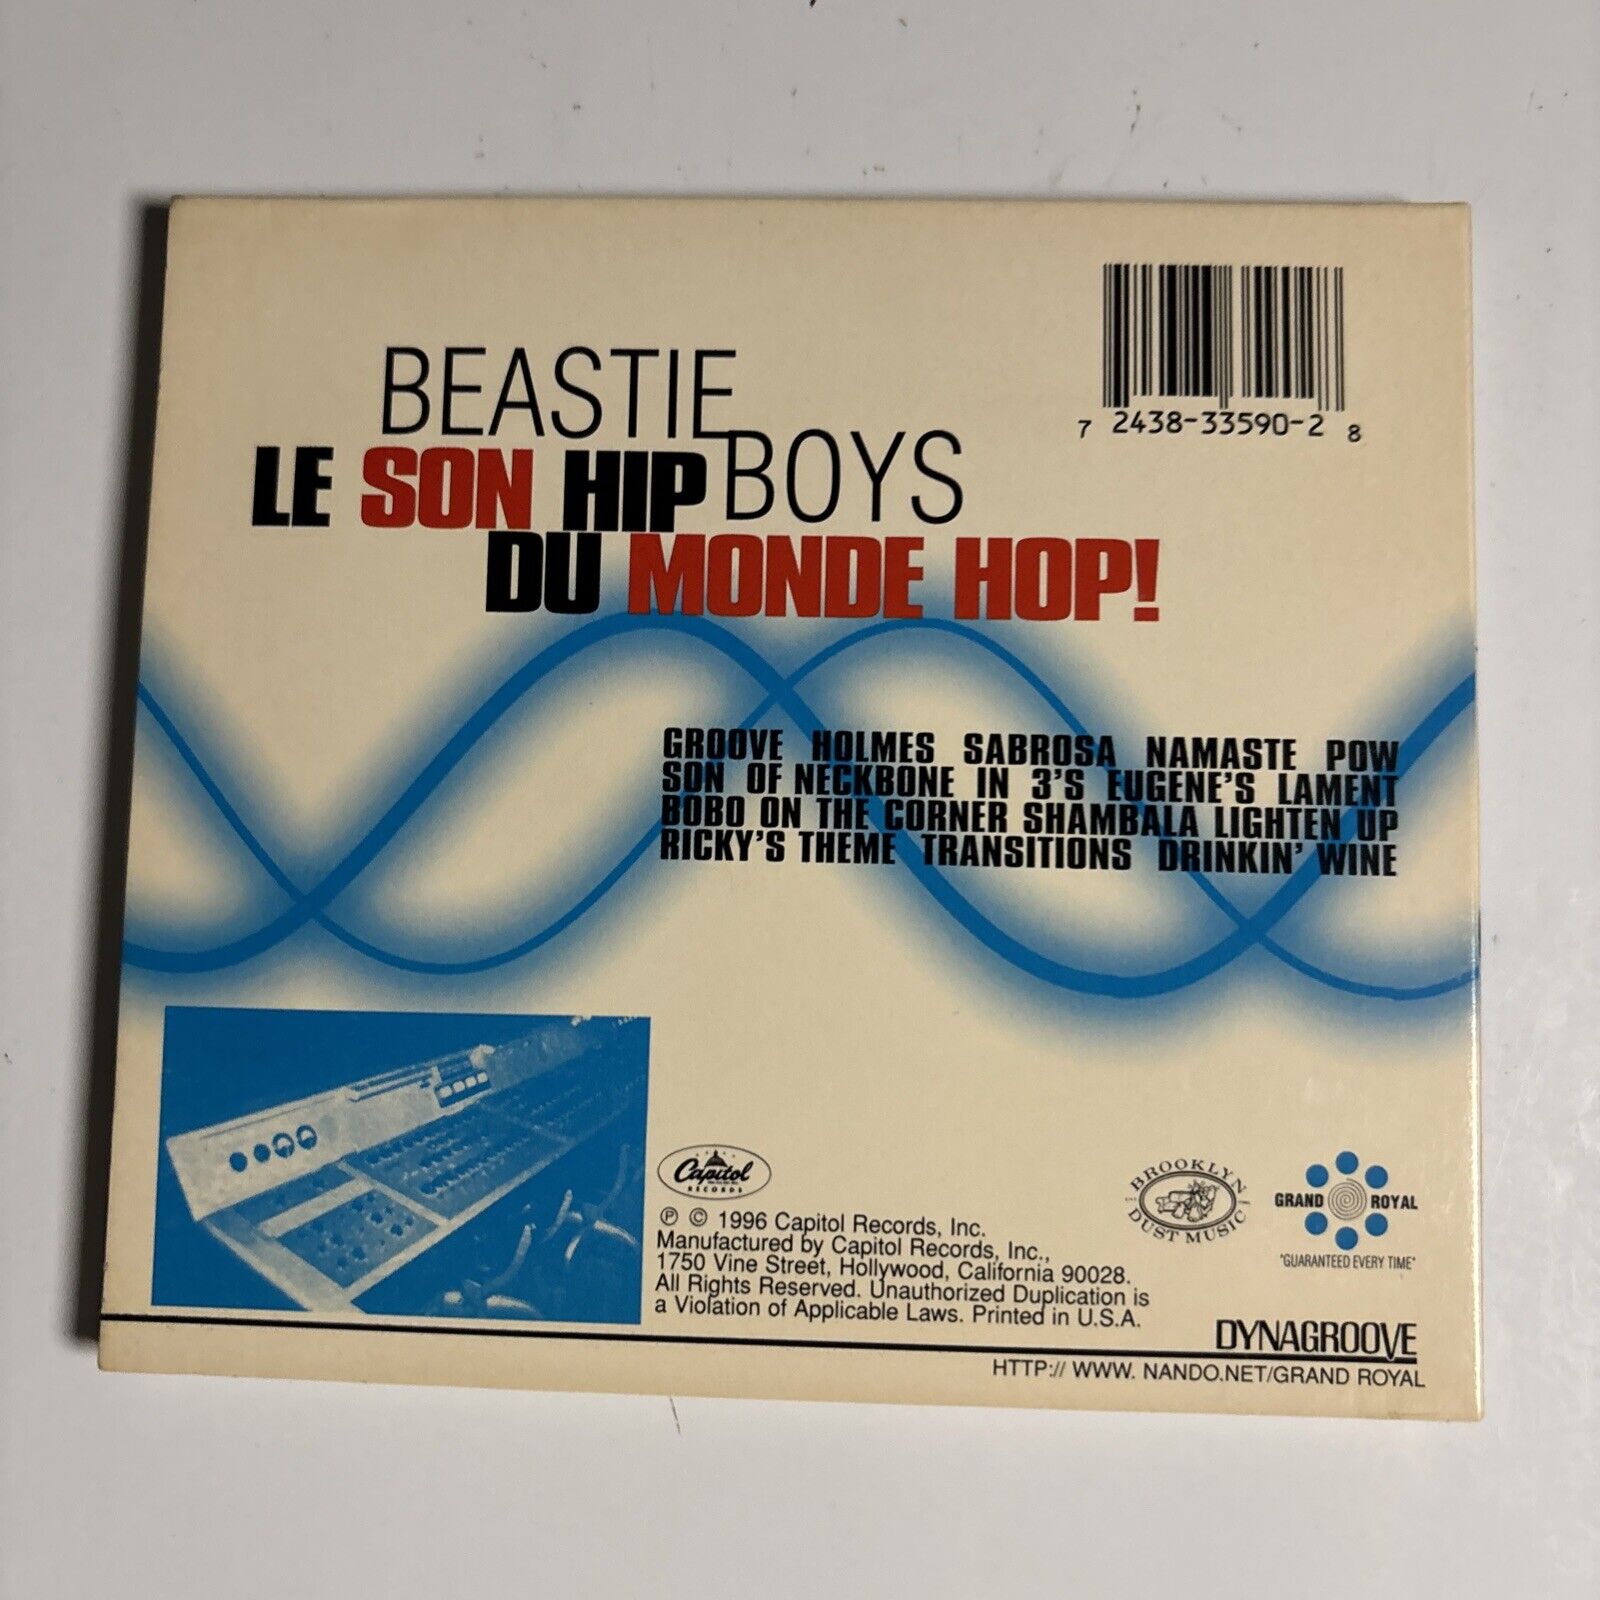 7 2438-33590-2 8
BEASTIE
BOYS
LE SON HIP
DU MONDE HOP!
GROOVE HOLMES SABROSA NAMASTE POW
SON OF NECKBONE IN 3'S EUGENE'S LAMENT
BOBO ON THE CORNER SHAMBALA LIGHTEN UP
RICKY'S THEME TRANSITIONS DRINKIN' WINE
Capitol
RECORDS
℗ © 1996 Capitol Records, Inc.
Manufactured by Capitol Records, Inc.,
1750 Vine Street, Hollywood, California 90028.
All Rights Reserved. Unauthorized Duplication is
a Violation of Applicable Laws. Printed in U.S.A.
BROOKLYN
DUST MUSIC
GRAND ROYAL
"GUARANTEED EVERY TIME"
DYNAGROOVE
HTTP:// WWW. NANDO.NET/GRAND ROYAL